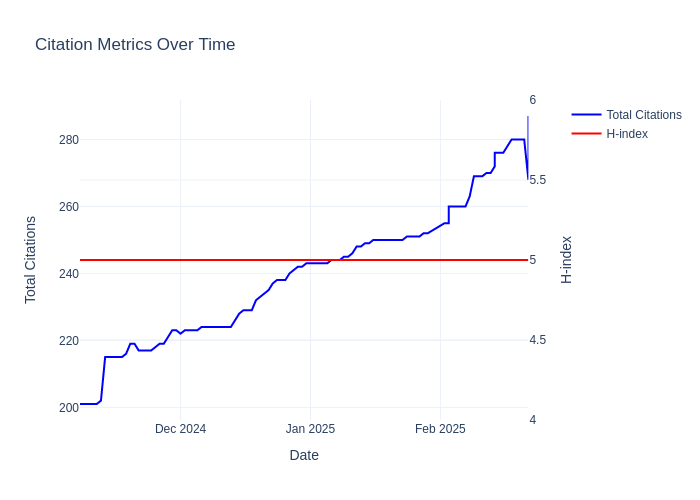 Citation Metrics Over Time
Total Citations
H-index
280
260
240
220
200
6
5.5
5
4.5
4
Dec 2024
Jan 2025
Feb 2025
Date
Total Citations
H-index